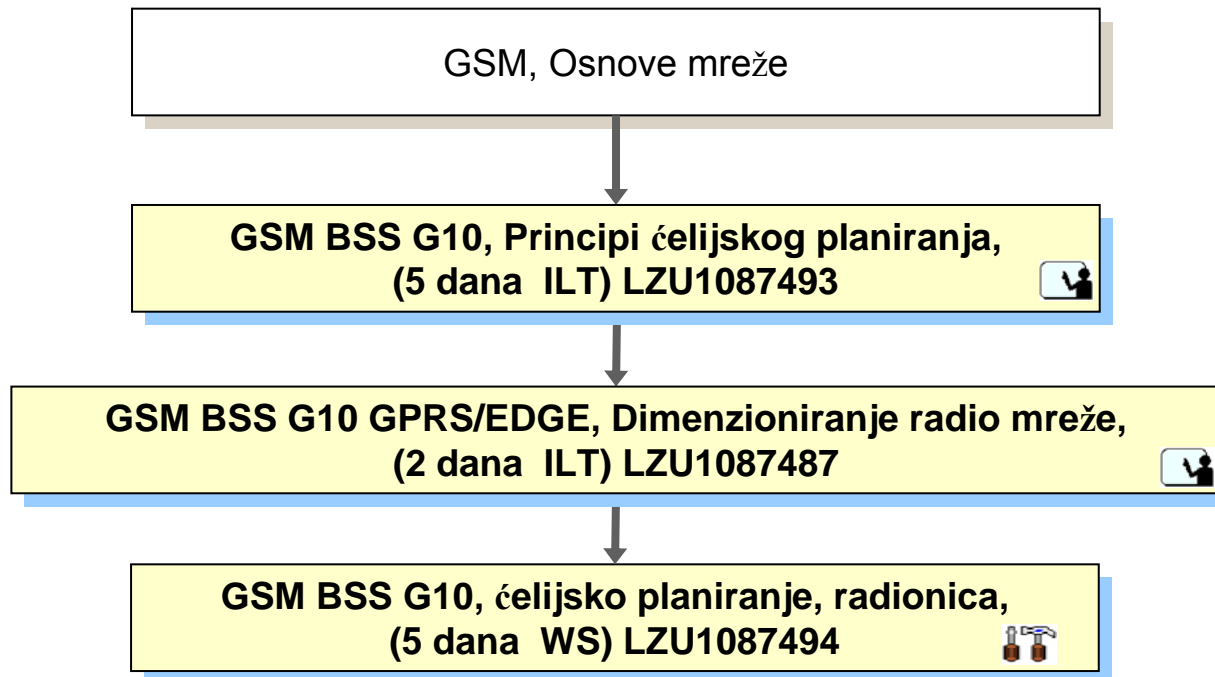 GSM, Osnove mreže
GSM BSS G10, Principi ćelijskog planiranja,
(5 dana ILT) LZU1087493
GSM BSS G10 GPRS/EDGE, Dimenzioniranje radio mreže,
(2 dana ILT) LZU1087487
GSM BSS G10, ćelijsko planiranje, radionica,
(5 dana WS) LZU1087494